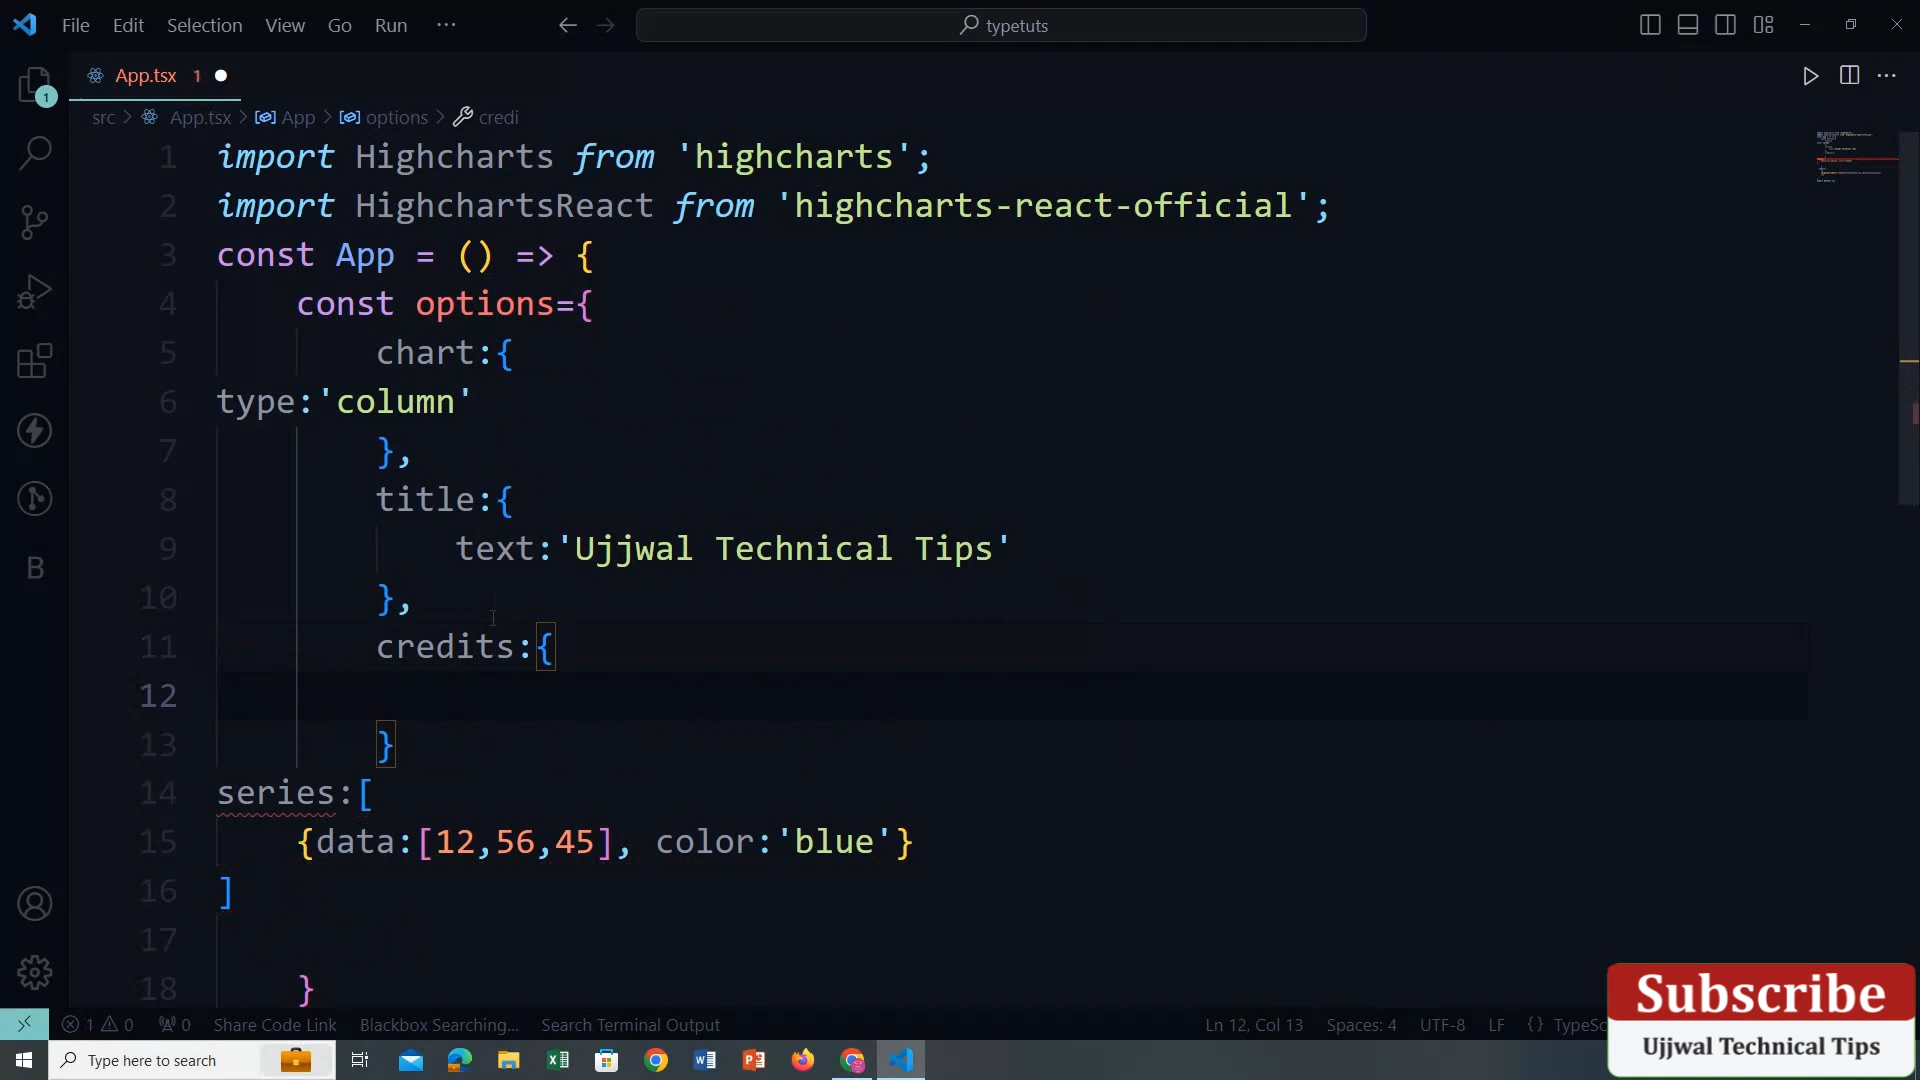 File Edit Selection View Go Run ··· typetuts
App.tsx 1
src > App.tsx > App > options > credi
1 import Highcharts from 'highcharts';
2 import HighchartsReact from 'highcharts-react-official';
3 const App = () => {
4 const options={
5 chart:{
6 type:'column'
7 },
8 title:{
9 text:'Ujjwal Technical Tips'
10 },
11 credits:{
12
13 }
14 series:[
15 {data:[12,56,45], color:'blue'}
16 ]
17
18 }
1
B
Subscribe
Ujjwal Technical Tips
1 0 0 Share Code Link Blackbox Searching... Search Terminal Output Ln 12, Col 13 Spaces: 4 UTF-8 LF {} TypeSc
Type here to search